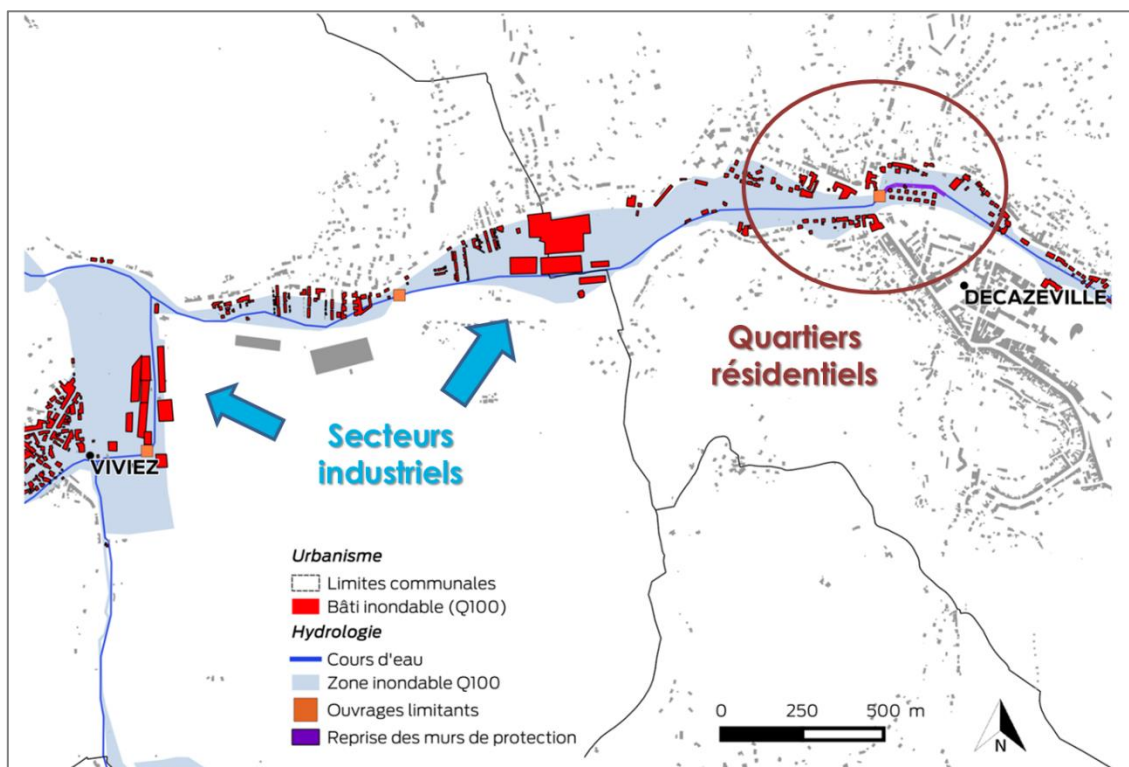 DECAZEVILLE
Quartiers
résidentiels
Secteurs
industriels
VIVIEZ
Urbanisme
Limites communales
Bâti inondable (Q100)
Hydrologie
Cours d'eau
Zone inondable Q100
Ouvrages limitants
Reprise des murs de protection
0 250 500 m
N